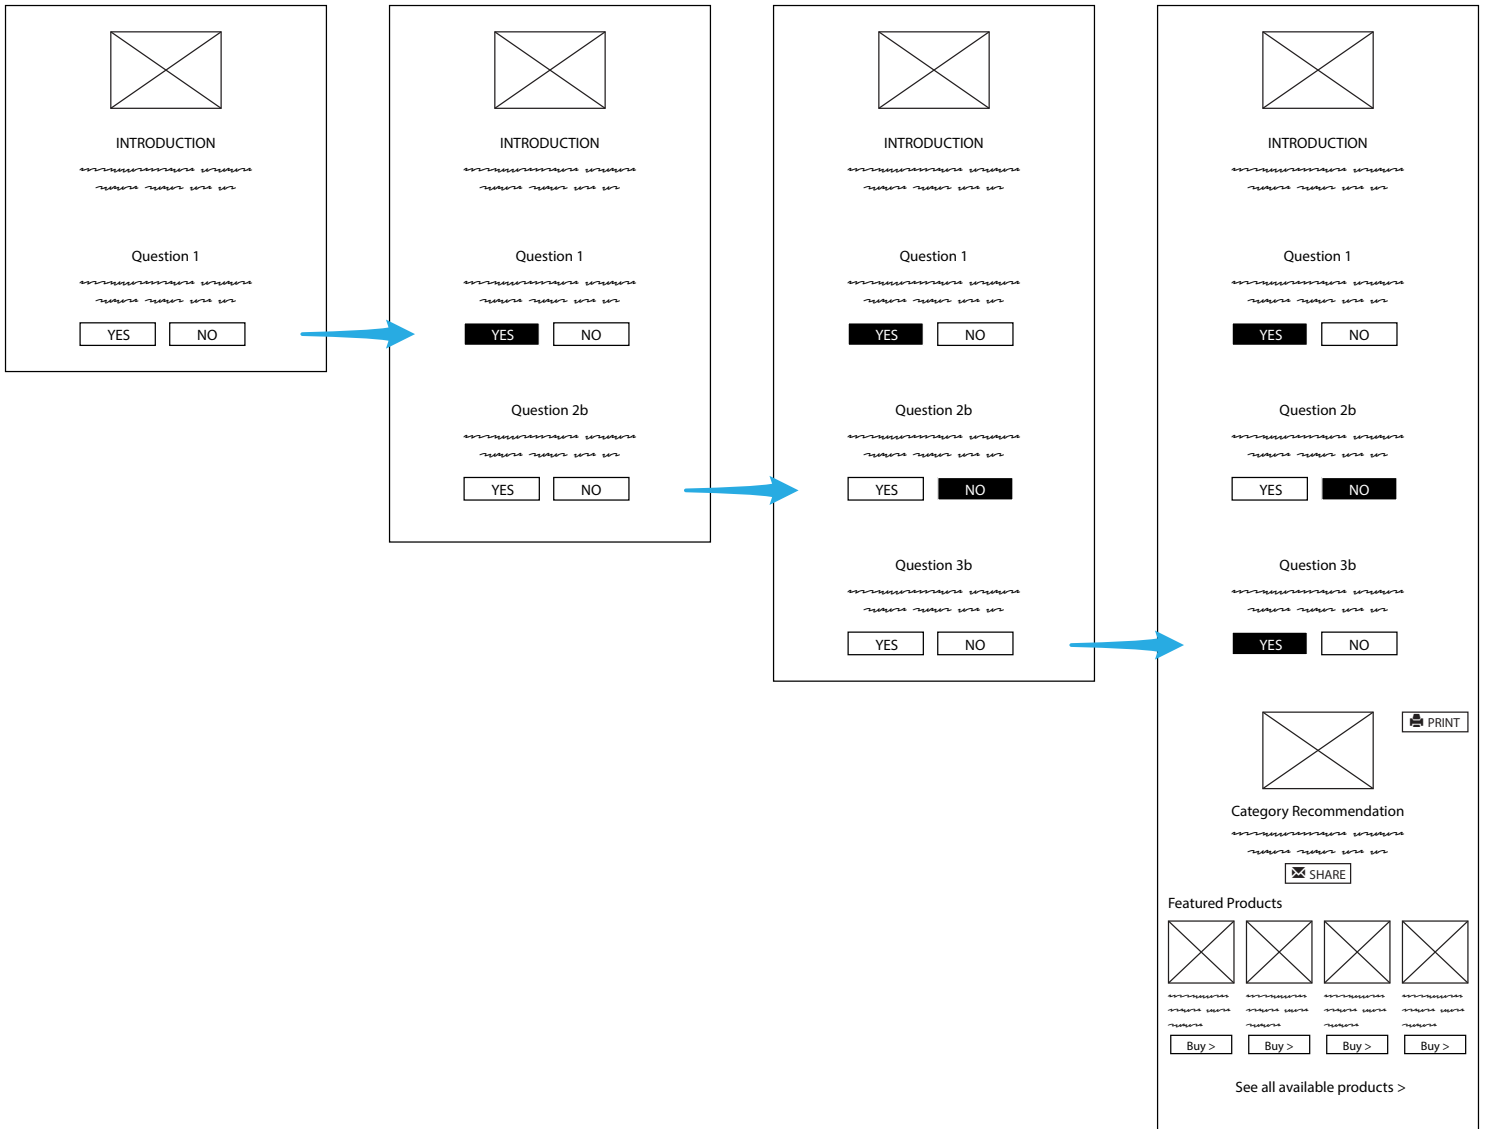 INTRODUCTION
Question 1
YES NO
INTRODUCTION
Question 1
YES NO
Question 2b
YES NO
INTRODUCTION
Question 1
YES NO
Question 2b
YES NO
Question 3b
YES NO
INTRODUCTION
Question 1
YES NO
Question 2b
YES NO
Question 3b
YES NO
PRINT
Category Recommendation
SHARE
Featured Products
Buy > Buy > Buy > Buy >
See all available products >